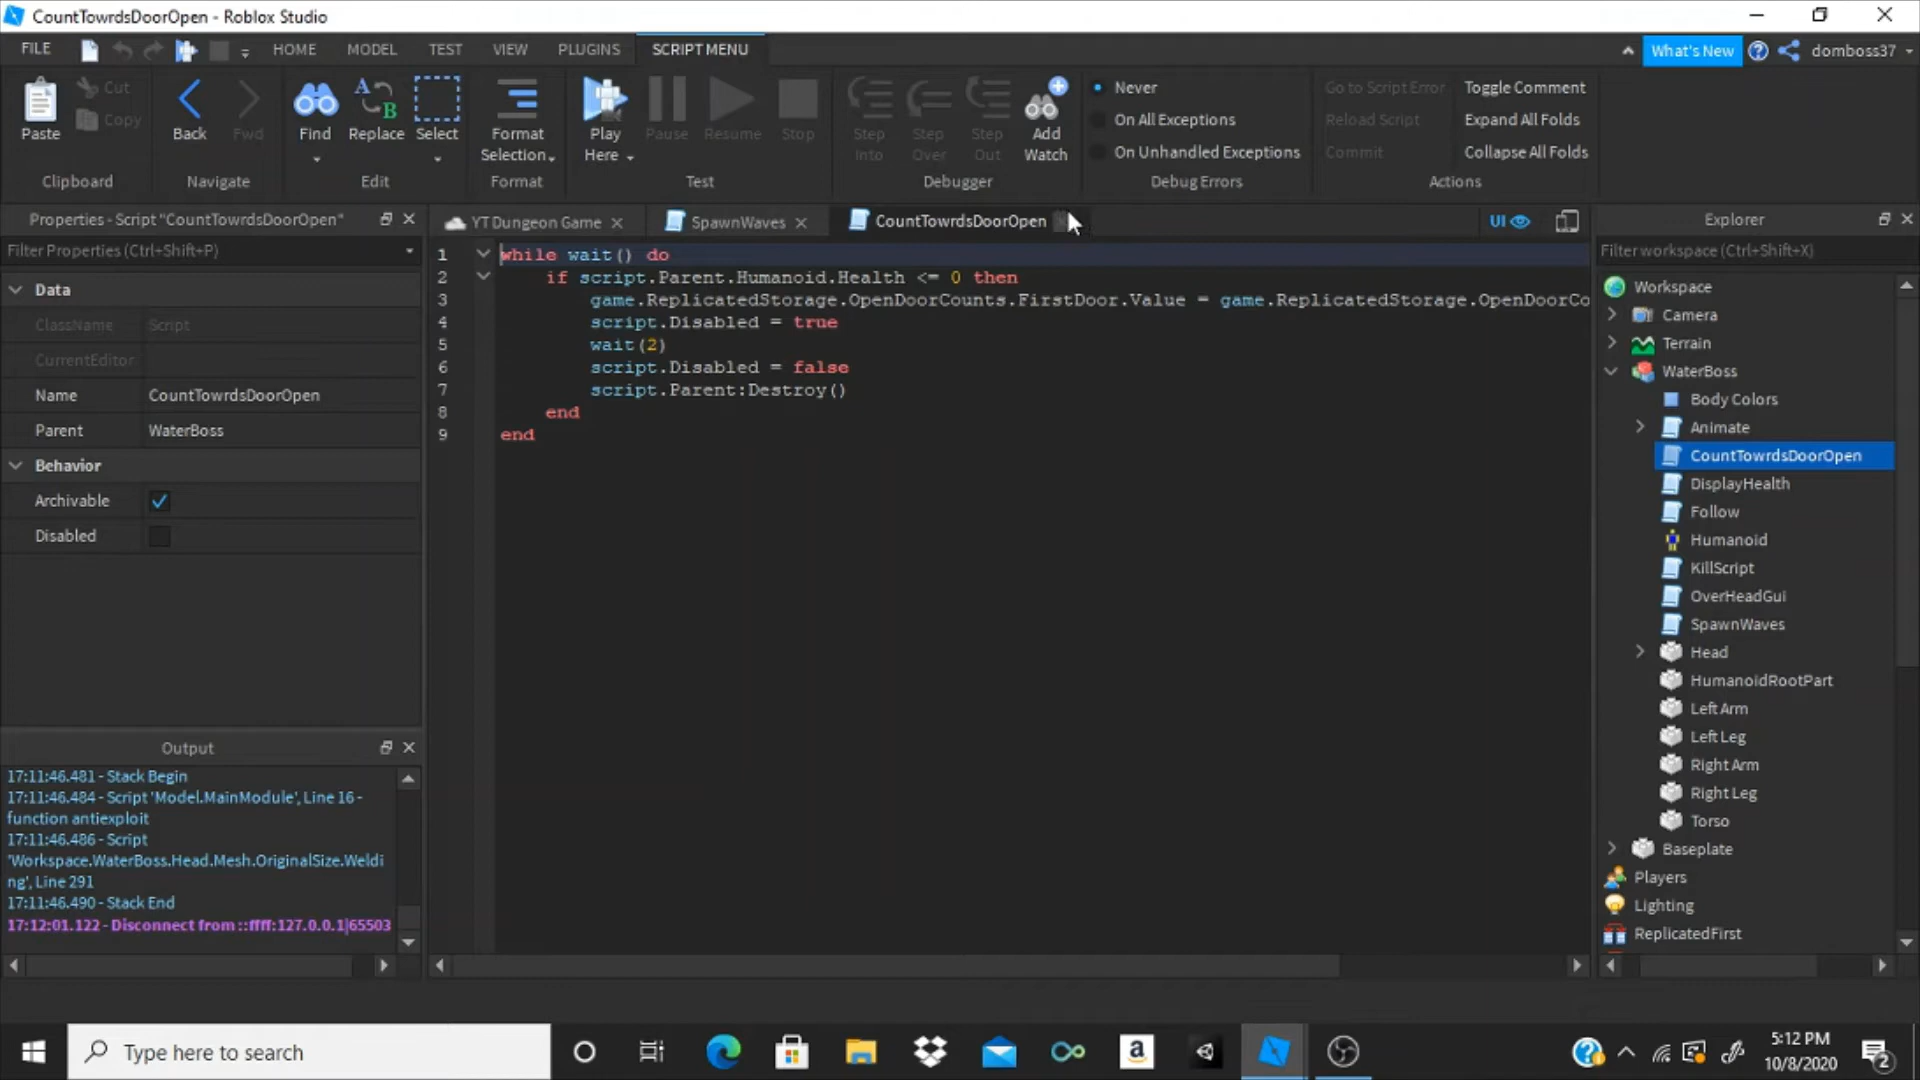 CountTowrdsDoorOpen - Roblox Studio
FILE HOME MODEL TEST VIEW PLUGINS SCRIPT MENU What's New domboss37
Paste Cut Copy Back Fwd Find Replace Select Format Selection Play Here Pause Resume Stop Step Into Step Over Step Out Add Watch
Never
On All Exceptions
On Unhandled Exceptions
Go to Script Error
Reload Script
Commit
Toggle Comment
Expand All Folds
Collapse All Folds
Clipboard Navigate Edit Format Test Debugger Debug Errors Actions
Properties - Script "CountTowrdsDoorOpen"
Filter Properties (Ctrl+Shift+P)
Data
ClassName Script
CurrentEditor
Name CountTowrdsDoorOpen
Parent WaterBoss
Behavior
Archivable
Disabled
Output
17:11:46.481 - Stack Begin
17:11:46.484 - Script 'Model.MainModule', Line 16 -
function antiexploit
17:11:46.486 - Script
'Workspace.WaterBoss.Head.Mesh.OriginalSize.Weldi
ng', Line 291
17:11:46.490 - Stack End
17:12:01.122 - Disconnect from ::ffff:127.0.0.1|65503
YT Dungeon Game SpawnWaves CountTowrdsDoorOpen UI
1 while wait() do
2 if script.Parent.Humanoid.Health <= 0 then
3 game.ReplicatedStorage.OpenDoorCounts.FirstDoor.Value = game.ReplicatedStorage.OpenDoorCo
4 script.Disabled = true
5 wait(2)
6 script.Disabled = false
7 script.Parent:Destroy()
8 end
9 end
Explorer
Filter workspace (Ctrl+Shift+X)
Workspace
Camera
Terrain
WaterBoss
Body Colors
Animate
CountTowrdsDoorOpen
DisplayHealth
Follow
Humanoid
KillScript
OverHeadGui
SpawnWaves
Head
HumanoidRootPart
Left Arm
Left Leg
Right Arm
Right Leg
Torso
Baseplate
Players
Lighting
ReplicatedFirst
Type here to search
5:12 PM
10/8/2020
2